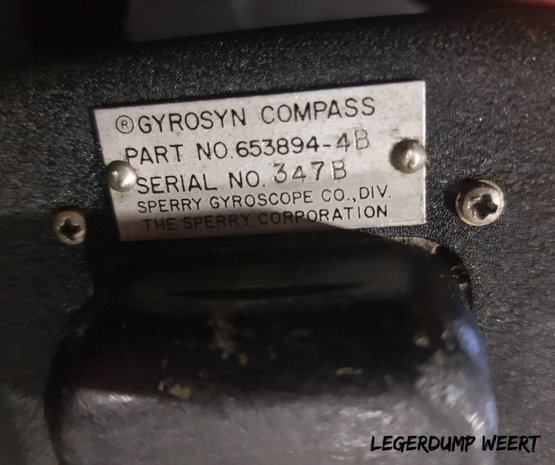 ®GYROSYN COMPASS
PART NO.653894-4B
SERIAL NO. 347B
SPERRY GYROSCOPE CO.,DIV.
THE SPERRY CORPORATION
LEGERDUMP WEERT